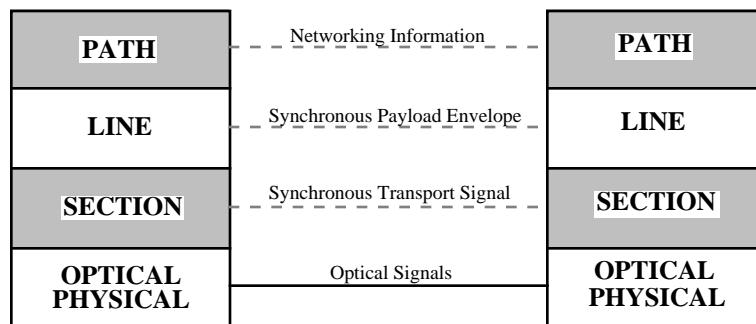 PATH
Networking Information
PATH
LINE
Synchronous Payload Envelope
LINE
SECTION
Synchronous Transport Signal
SECTION
OPTICAL
PHYSICAL
Optical Signals
OPTICAL
PHYSICAL